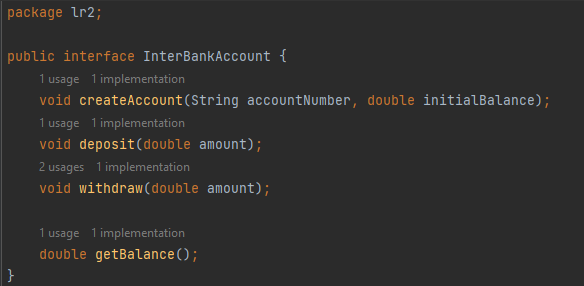 package lr2;
public interface InterBankAccount {
1 usage 1 implementation
void createAccount(String accountNumber, double initialBalance);
1 usage 1 implementation
void deposit(double amount);
2 usages 1 implementation
void withdraw(double amount);
1 usage 1 implementation
double getBalance();
}